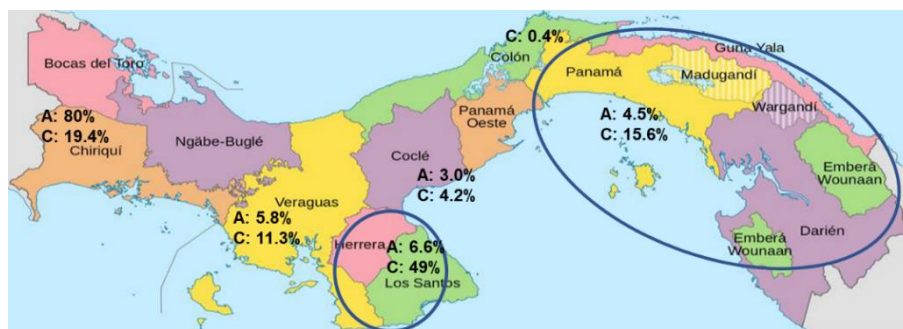 C: 0.4%
Colón
Guna Yala
Bocas del Toro
Panamá
Madugandí
Wargandí
A: 80%
C: 19.4%
Chiriquí
Ngäbe-Buglé
Panamá
Oeste
A: 4.5%
C: 15.6%
Coclé
A: 3.0%
C: 4.2%
Emberá
Wounaan
Veraguas
A: 5.8%
C: 11.3%
Herrera
A: 6.6%
C: 49%
Los Santos
Emberá
Wounaan
Darién